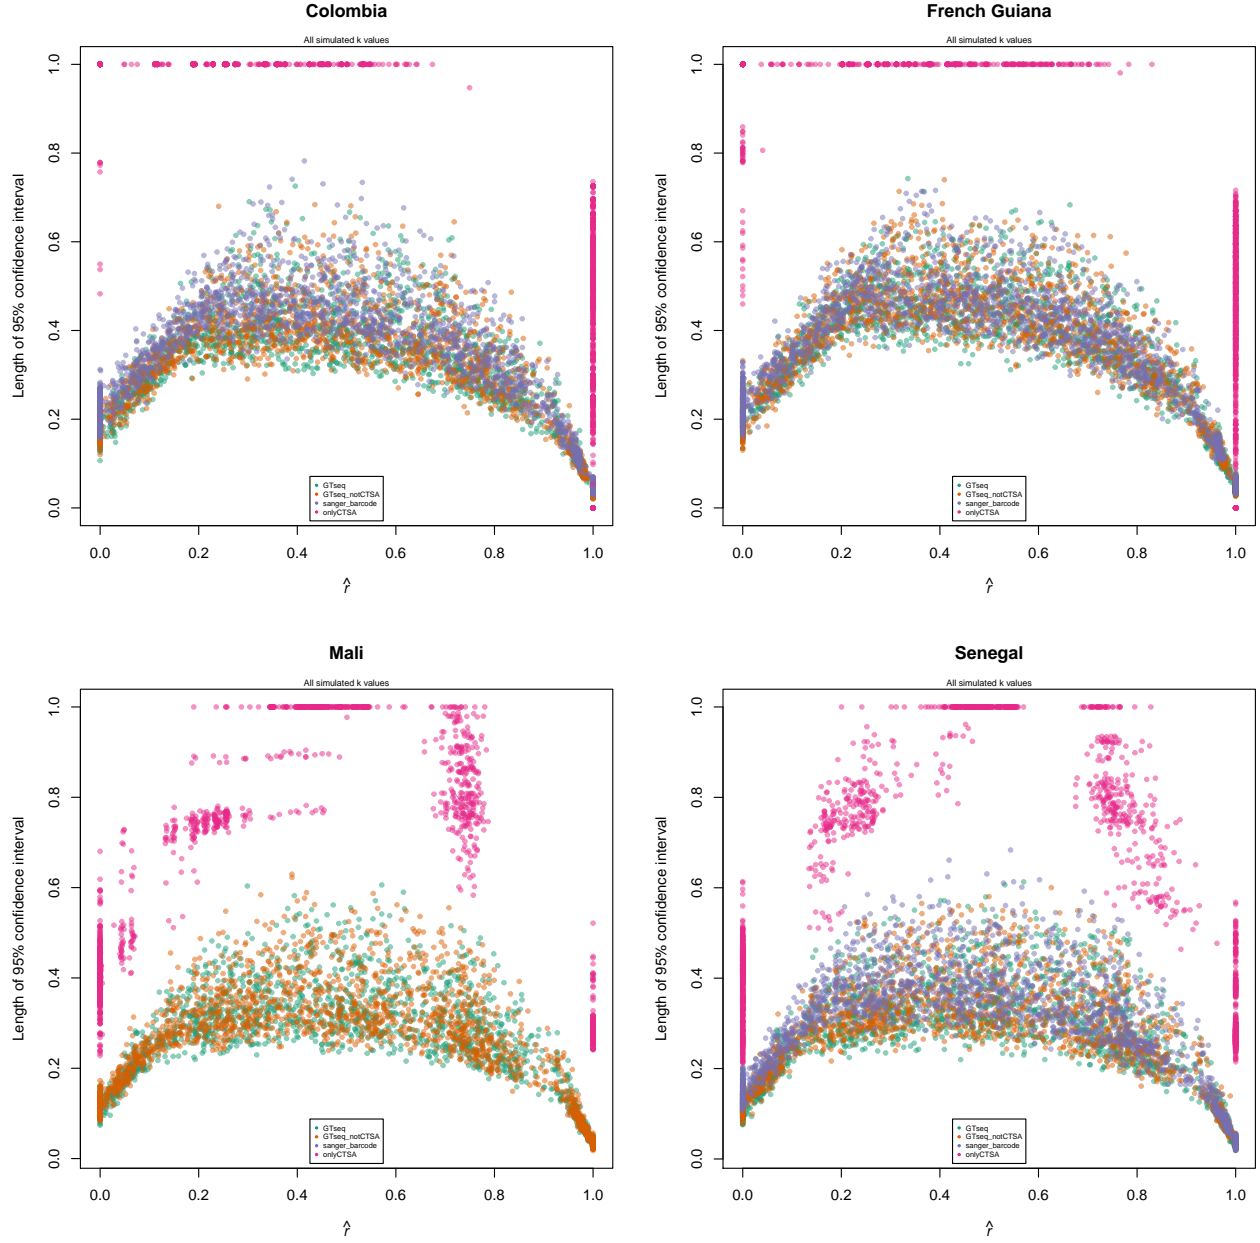 Colombia
All simulated k values
Length of 95% confidence interval
1.0
0.8
0.6
0.4
0.2
0.0
0.0 0.2 0.4 0.6 0.8 1.0
r̂
GTseq
GTseq_notCTSA
sanger_barcode
onlyCTSA
French Guiana
All simulated k values
Length of 95% confidence interval
1.0
0.8
0.6
0.4
0.2
0.0
0.0 0.2 0.4 0.6 0.8 1.0
r̂
GTseq
GTseq_notCTSA
sanger_barcode
onlyCTSA
Mali
All simulated k values
Length of 95% confidence interval
1.0
0.8
0.6
0.4
0.2
0.0
0.0 0.2 0.4 0.6 0.8 1.0
r̂
GTseq
GTseq_notCTSA
sanger_barcode
onlyCTSA
Senegal
All simulated k values
Length of 95% confidence interval
1.0
0.8
0.6
0.4
0.2
0.0
0.0 0.2 0.4 0.6 0.8 1.0
r̂
GTseq
GTseq_notCTSA
sanger_barcode
onlyCTSA